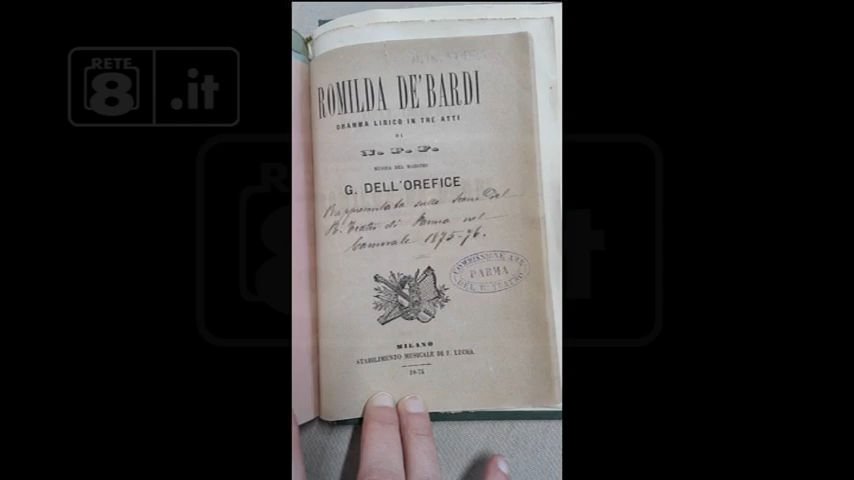 RETE
8
.it
ROMILDA DE' BARDI
DRAMMA LIRICO IN TRE ATTI
DI
N. P. P.
MUSICA DEL MAESTRO
G. DELL'OREFICE
Rappresentata sulle scene del
R. Teatro di Parma nel
Carnevale 1875-76.
COMMISSIONE
PARMA
DEL R. TEATRO
MILANO
STABILIMENTO MUSICALE DI F. LUCCA